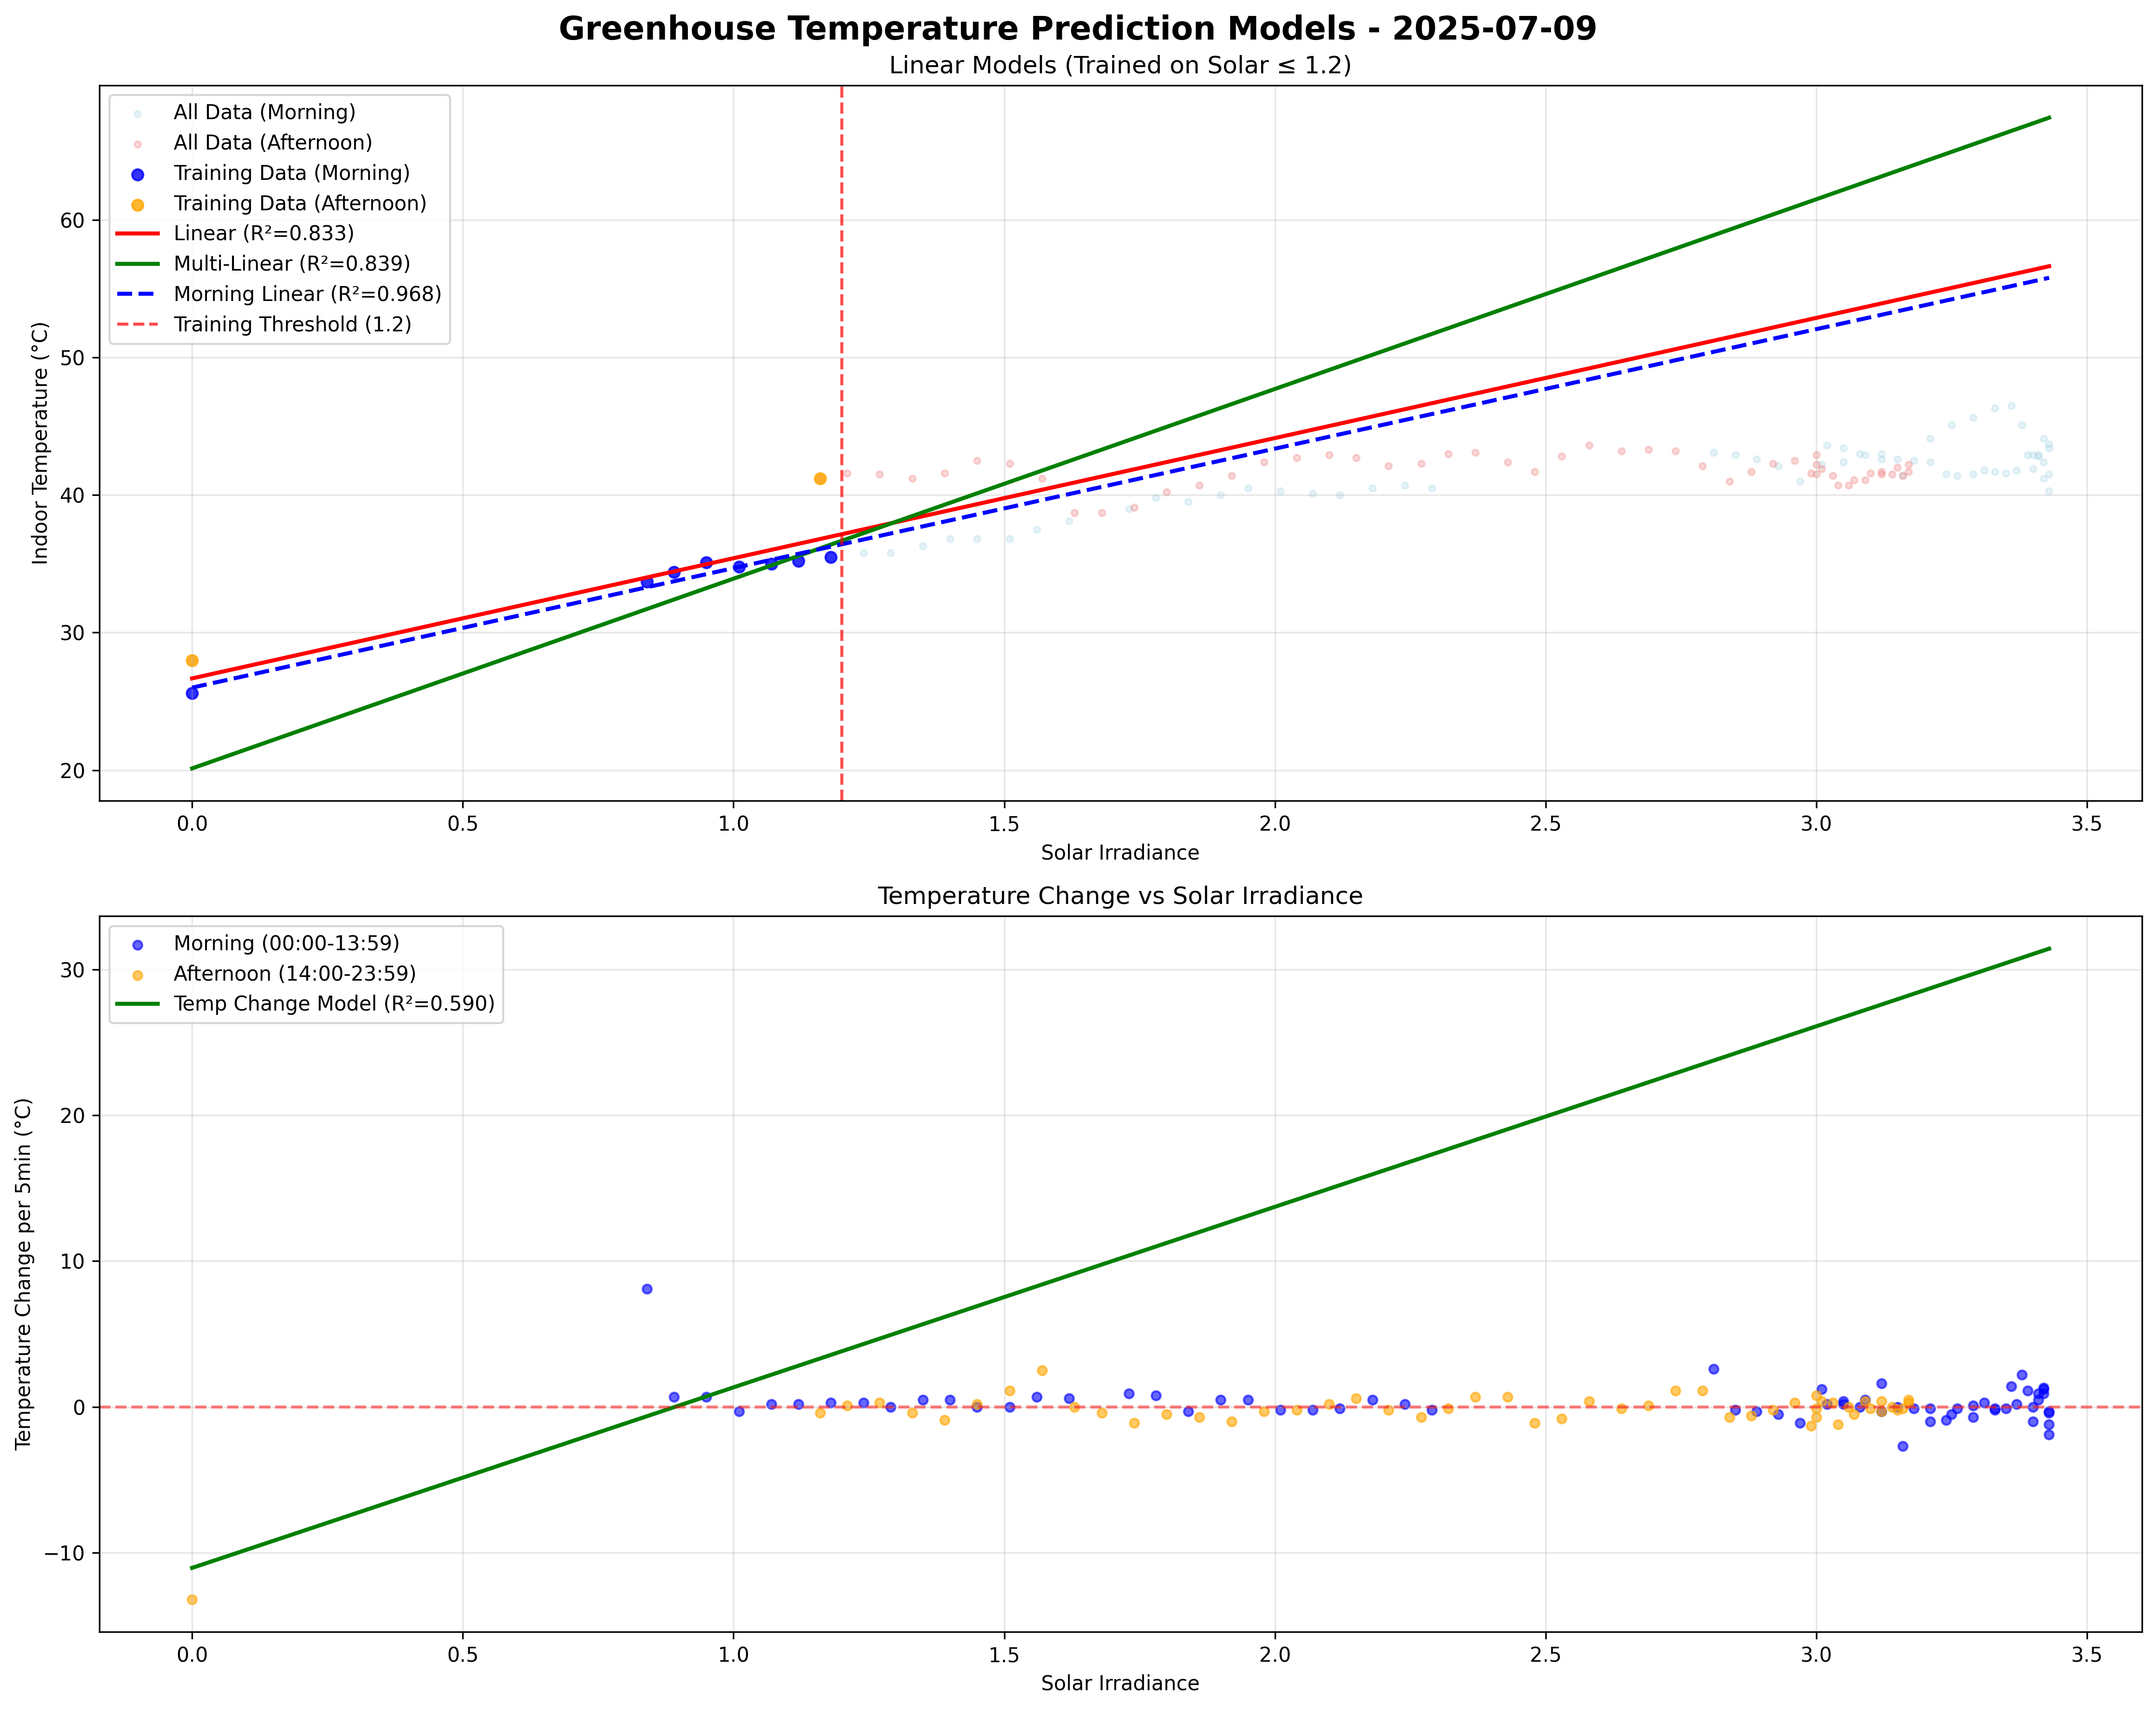 Greenhouse Temperature Prediction Models - 2025-07-09
Linear Models (Trained on Solar ≤ 1.2)
All Data (Morning)
All Data (Afternoon)
Training Data (Morning)
Training Data (Afternoon)
Linear (R²=0.833)
Multi-Linear (R²=0.839)
Morning Linear (R²=0.968)
Training Threshold (1.2)
Indoor Temperature (°C)
60
50
40
30
20
0.0 0.5 1.0 1.5 2.0 2.5 3.0 3.5
Solar Irradiance
Temperature Change vs Solar Irradiance
Morning (00:00-13:59)
Afternoon (14:00-23:59)
Temp Change Model (R²=0.590)
Temperature Change per 5min (°C)
30
20
10
0
−10
0.0 0.5 1.0 1.5 2.0 2.5 3.0 3.5
Solar Irradiance